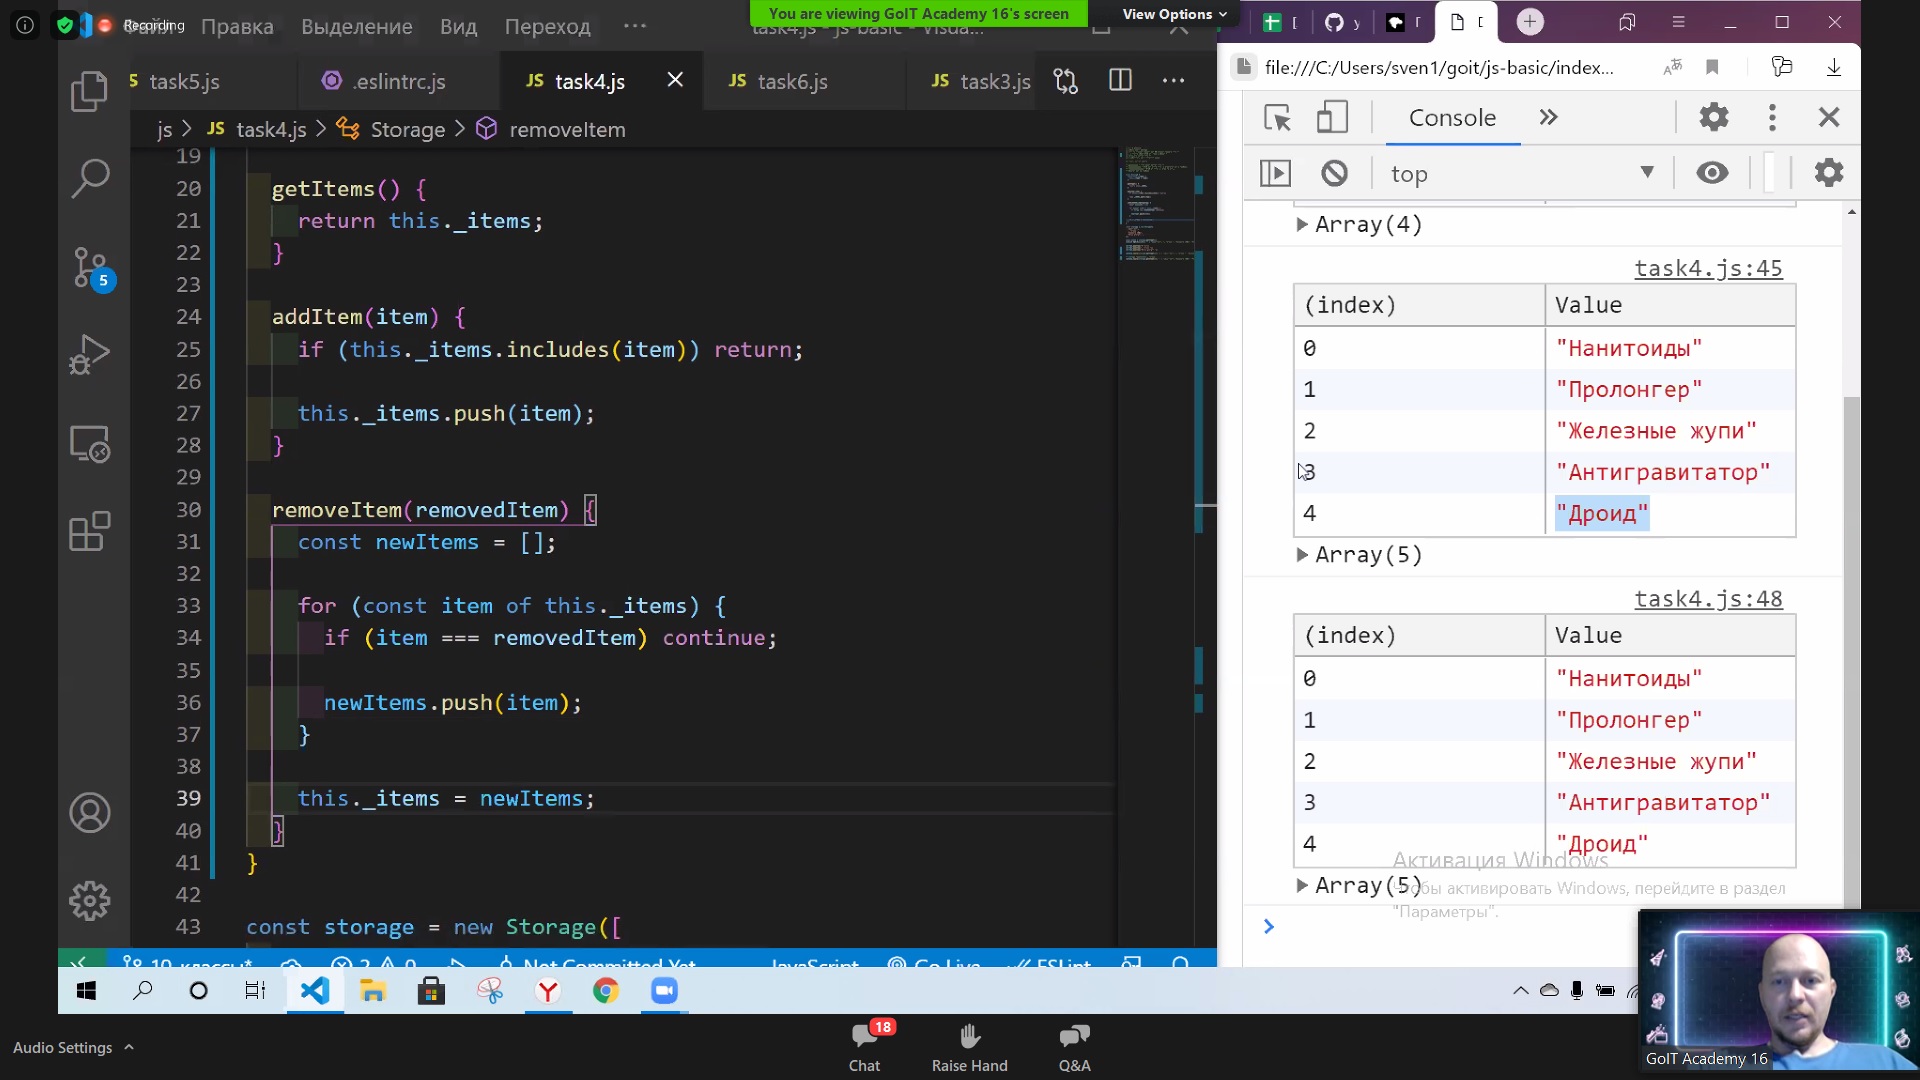 Recording
Правка
Выделение
Вид
Переход
You are viewing GoIT Academy 16's screen
View Options
task5.js
.eslintrc.js
JS task4.js
JS task6.js
JS task3.js
js > JS task4.js > Storage > removeItem
19
20 getItems() {
21 return this._items;
22 }
23
24 addItem(item) {
25 if (this._items.includes(item)) return;
26
27 this._items.push(item);
28 }
29
30 removeItem(removedItem) {
31 const newItems = [];
32
33 for (const item of this._items) {
34 if (item === removedItem) continue;
35
36 newItems.push(item);
37 }
38
39 this._items = newItems;
40 }
41 }
42
43 const storage = new Storage([
5
file:///C:/Users/sven1/goit/js-basic/index...
Console
top
Array(4)
task4.js:45
(index) Value
0 "Нанитоиды"
1 "Пролонгер"
2 "Железные жупи"
3 "Антигравитатор"
4 "Дроид"
Array(5)
task4.js:48
(index) Value
0 "Нанитоиды"
1 "Пролонгер"
2 "Железные жупи"
3 "Антигравитатор"
4 "Дроид"
Активация Windows
Array(5)
Чтобы активировать Windows, перейдите в раздел
"Параметры".
Not Committed Yet
JavaScript
Go Live
ESLint
Audio Settings
18
Chat
Raise Hand
Q&A
GoIT Academy 16